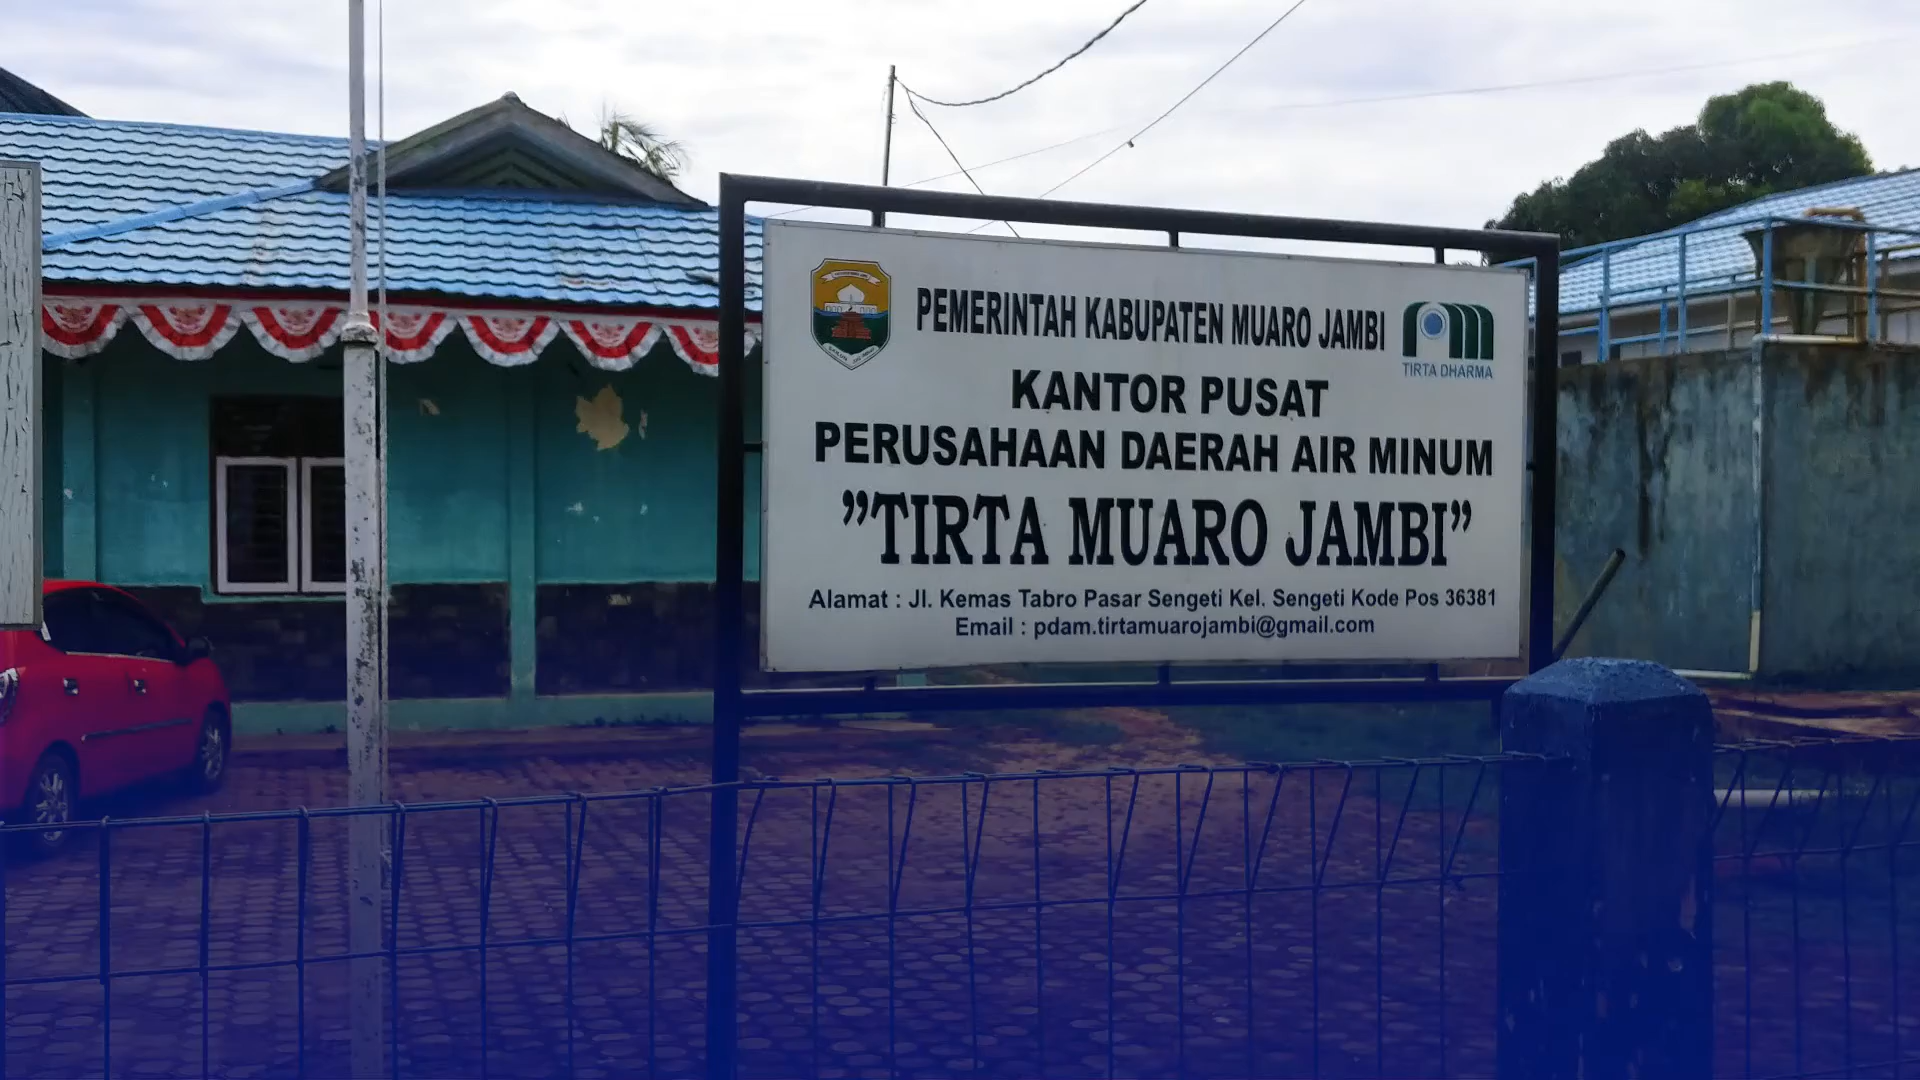 PEMERINTAH KABUPATEN MUARO JAMBI
TIRTA DHARMA
KANTOR PUSAT
PERUSAHAAN DAERAH AIR MINUM
”TIRTA MUARO JAMBI”
Alamat : Jl. Kemas Tabro Pasar Sengeti Kel. Sengeti Kode Pos 36381
Email : pdam.tirtamuarojambi@gmail.com